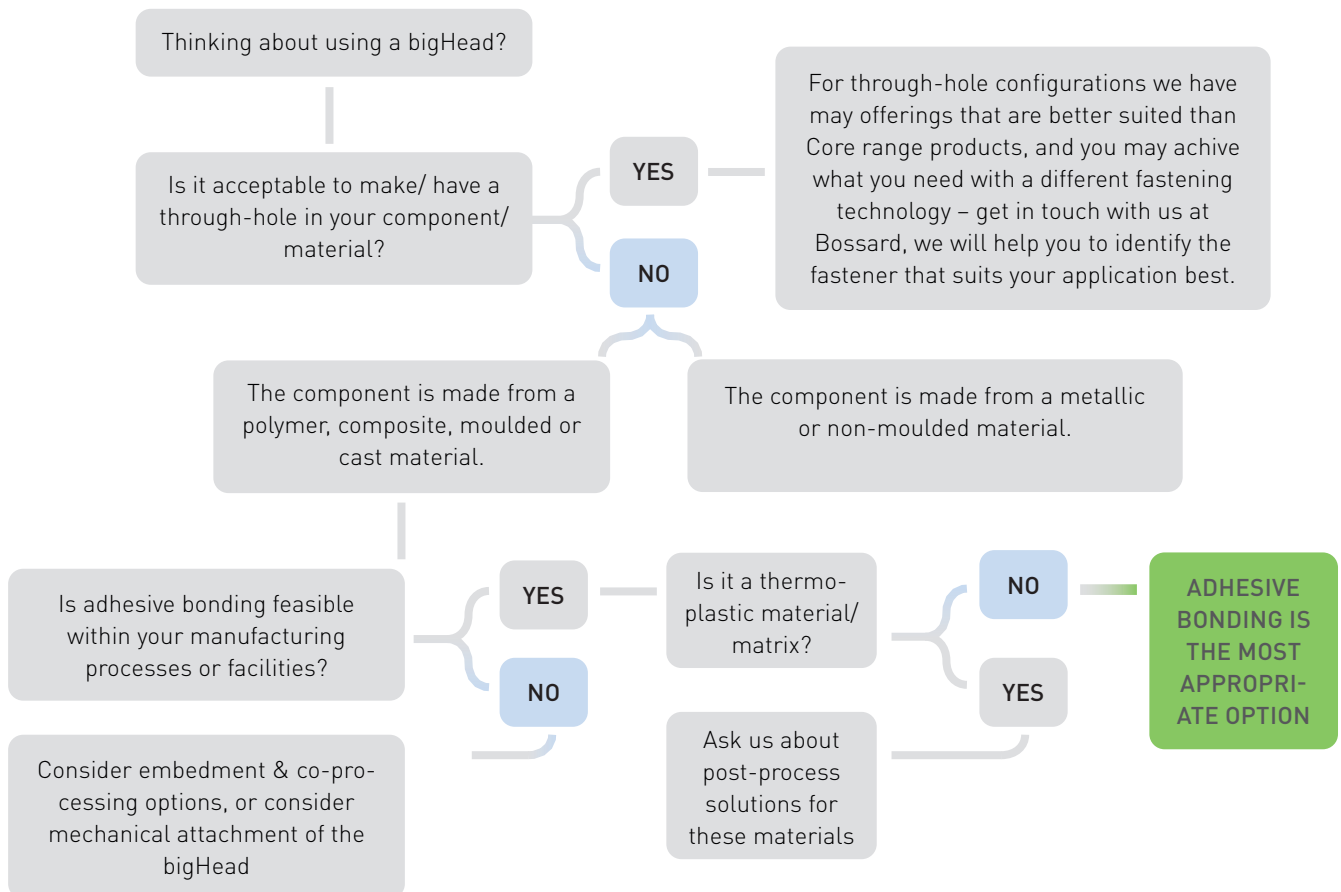 Thinking about using a bigHead?
Is it acceptable to make/ have a
through-hole in your component/
material?
YES
NO
For through-hole configurations we have
may offerings that are better suited than
Core range products, and you may achive
what you need with a different fastening
technology – get in touch with us at
Bossard, we will help you to identify the
fastener that suits your application best.
The component is made from a
polymer, composite, moulded or
cast material.
The component is made from a metallic
or non-moulded material.
Is adhesive bonding feasible
within your manufacturing
processes or facilities?
YES
NO
Is it a thermo-
plastic material/
matrix?
NO
YES
ADHESIVE
BONDING IS
THE MOST
APPROPRI-
ATE OPTION
Consider embedment & co-pro-
cessing options, or consider
mechanical attachment of the
bigHead
Ask us about
post-process
solutions for
these materials